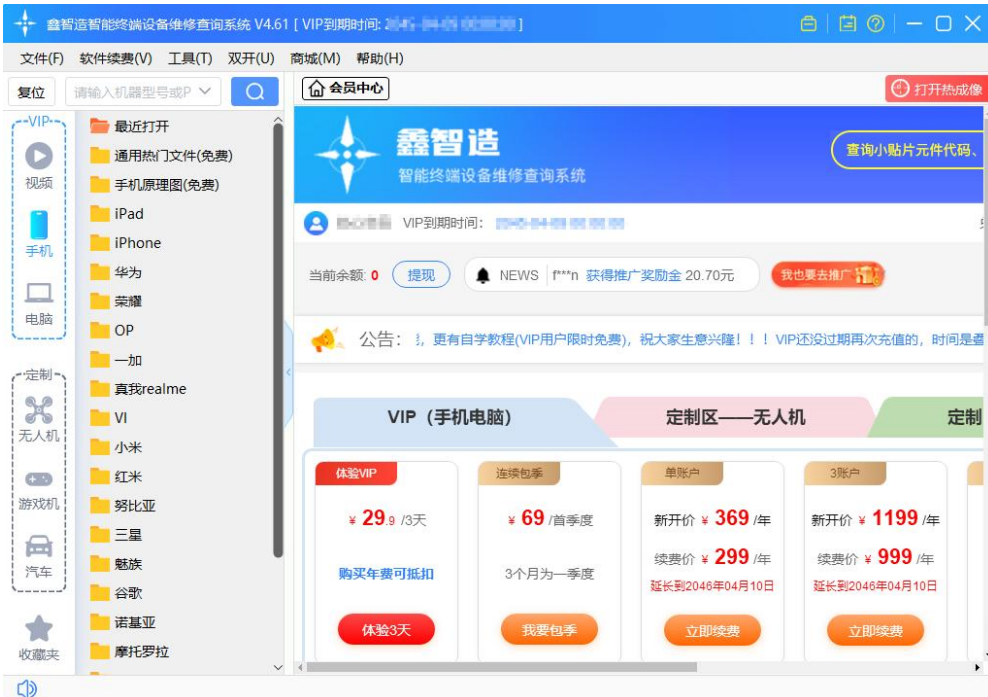 鑫智造智能终端设备维修查询系统 V4.61 [ VIP到期时间: ]
文件(F) 软件续费(V) 工具(T) 双开(U) 商城(M) 帮助(H)
复位
请输入机器型号或P
会员中心
打开热成像
VIP
视频
手机
电脑
定制
无人机
游戏机
汽车
收藏夹
最近打开
通用热门文件(免费)
手机原理图(免费)
iPad
iPhone
华为
荣耀
OP
一加
真我realme
VI
小米
红米
努比亚
三星
魅族
谷歌
诺基亚
摩托罗拉
鑫智造
智能终端设备维修查询系统
查询小贴片元件代码、
VIP到期时间：
当前余额: 0
提现
NEWS f***n 获得推广奖励金 20.70元
我也要去推广
公告： ，更有自学教程(VIP用户限时免费)，祝大家生意兴隆！！！ VIP还没过期再次充值的，时间是
VIP（手机电脑）
定制区——无人机
定制
体验VIP
¥ 29.9 /3天
购买年费可抵扣
体验3天
连续包季
¥ 69 /首季度
3个月为一季度
我要包季
单账户
新开价 ¥ 369 /年
续费价 ¥ 299 /年
延长到2046年04月10日
立即续费
3账户
新开价 ¥ 1199 /年
续费价 ¥ 999 /年
延长到2046年04月10日
立即续费